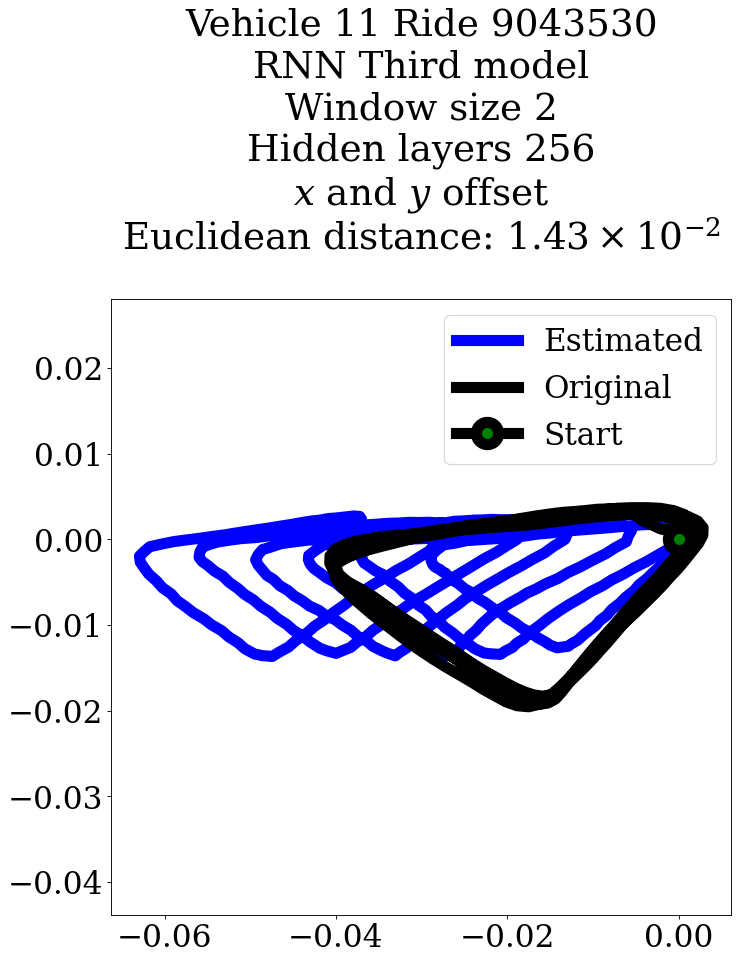 Vehicle 11 Ride 9043530
RNN Third model
Window size 2
Hidden layers 256
x and y offset
Euclidean distance: 1.43 × 10⁻²
Estimated
Original
Start
0.02
0.01
0.00
−0.01
−0.02
−0.03
−0.04
−0.06
−0.04
−0.02
0.00